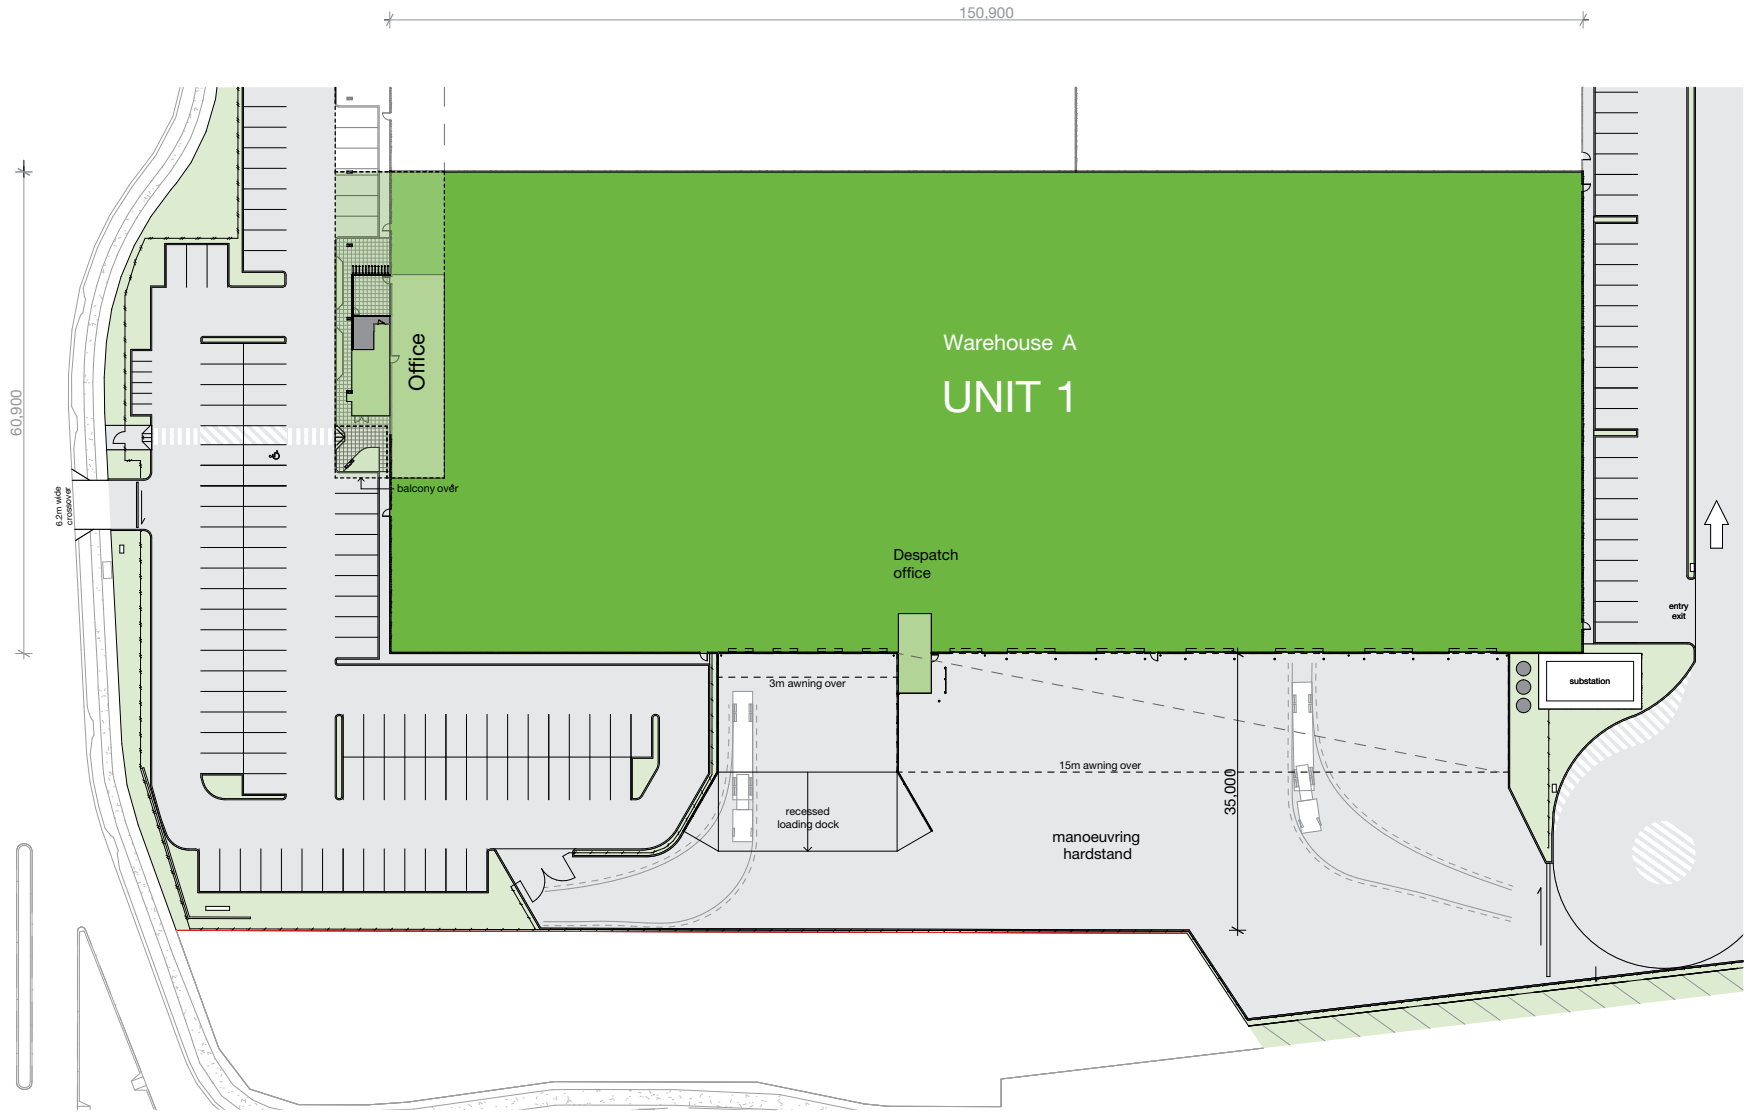 150,900
60,900
Warehouse A
UNIT 1
Office
balcony over
6.2m wide
crossover
Despatch
office
entry
exit
substation
3m awning over
15m awning over
35,000
recessed
loading dock
manoeuvring
hardstand